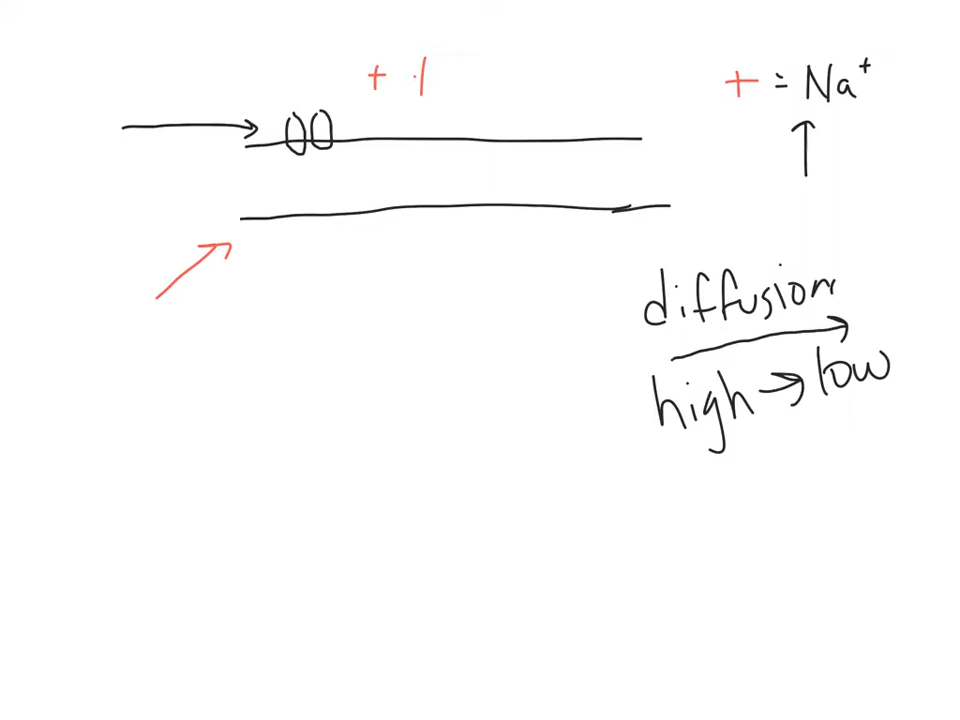 + +
+ = Na+
diffusion
high → low